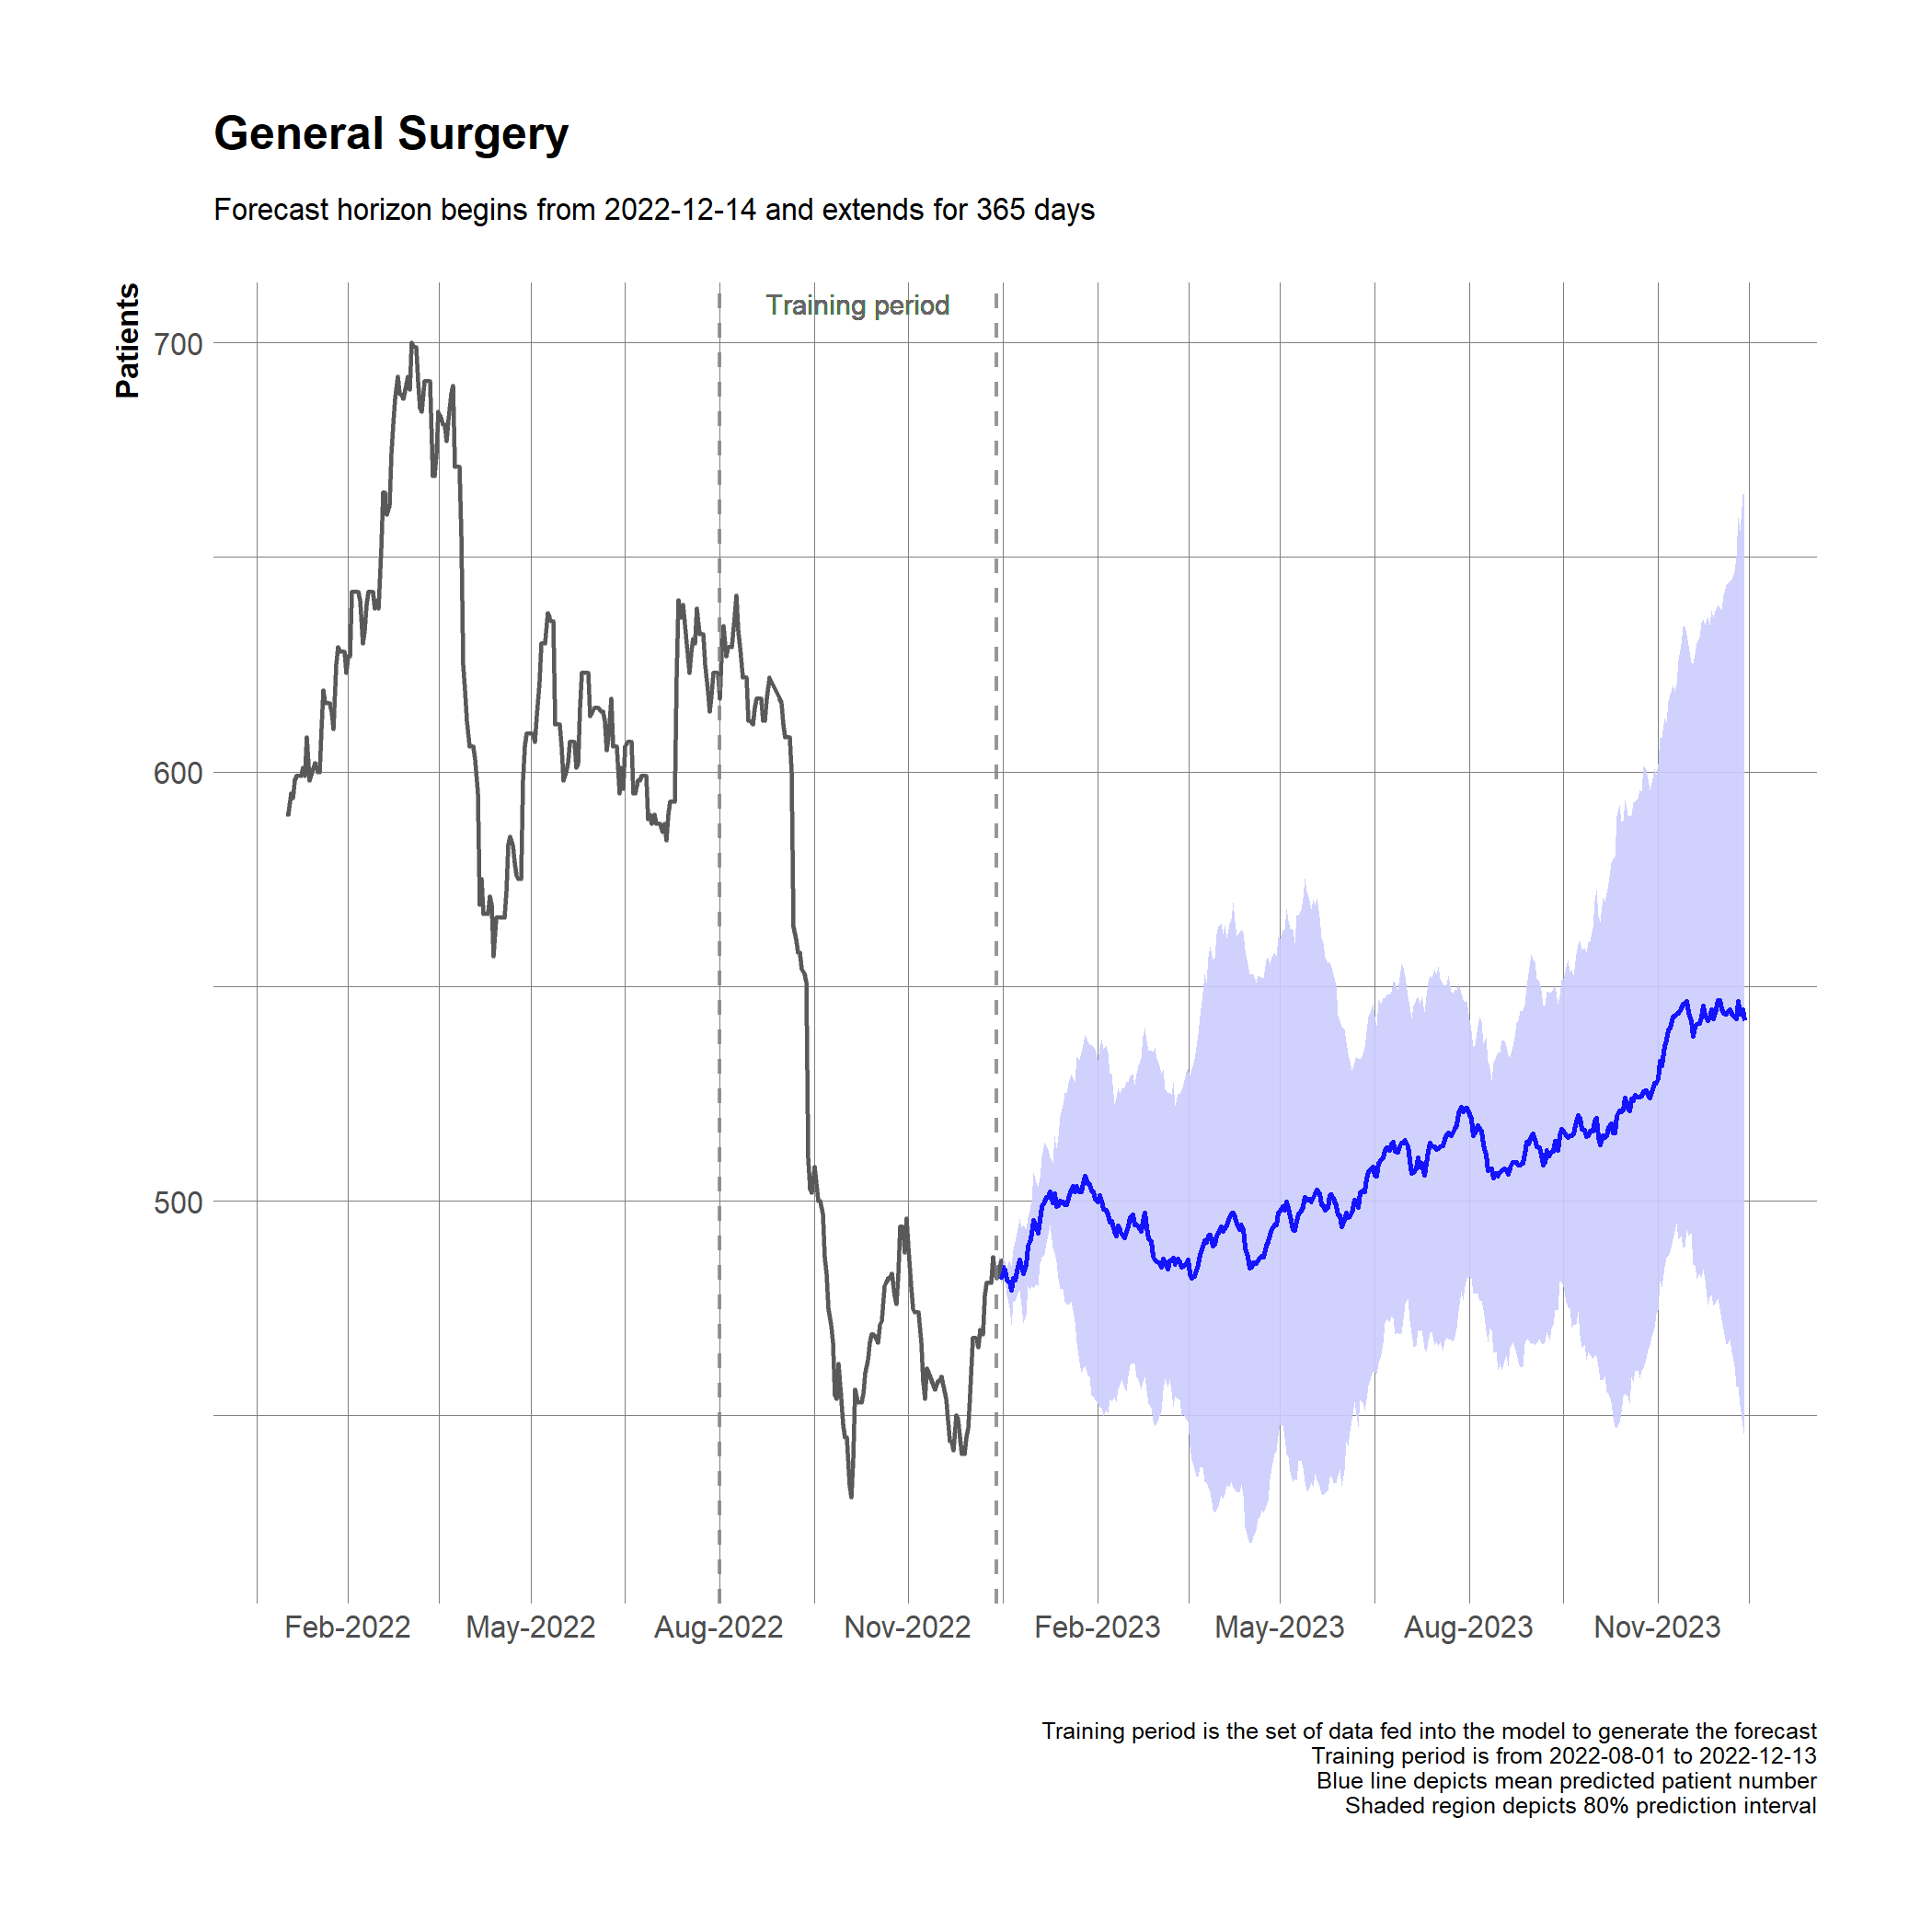 General Surgery
Forecast horizon begins from 2022-12-14 and extends for 365 days
Patients
Training period
700
600
500
Feb-2022 May-2022 Aug-2022 Nov-2022 Feb-2023 May-2023 Aug-2023 Nov-2023
Training period is the set of data fed into the model to generate the forecast
Training period is from 2022-08-01 to 2022-12-13
Blue line depicts mean predicted patient number
Shaded region depicts 80% prediction interval